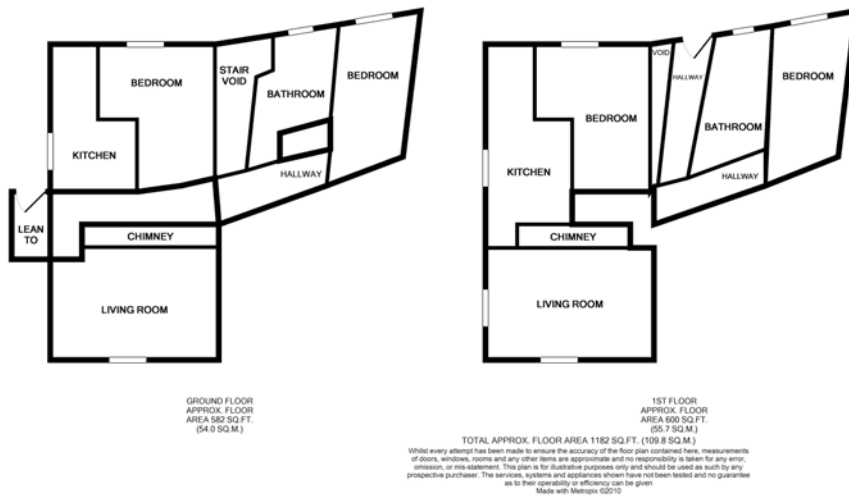 BEDROOM
STAIR
VOID
BATHROOM
BEDROOM
KITCHEN
HALLWAY
LEAN
TO
CHIMNEY
LIVING ROOM
VOID
HALLWAY
BEDROOM
BEDROOM
BATHROOM
KITCHEN
HALLWAY
CHIMNEY
LIVING ROOM
GROUND FLOOR
APPROX. FLOOR
AREA 582 SQ.FT.
(54.0 SQ.M.)
1ST FLOOR
APPROX. FLOOR
AREA 600 SQ.FT.
(55.7 SQ.M.)
TOTAL APPROX. FLOOR AREA 1182 SQ.FT. (109.8 SQ.M.)
Whilst every attempt has been made to ensure the accuracy of the floor plan contained here, measurements
of doors, windows, rooms and any other items are approximate and no responsibility is taken for any error,
omission, or mis-statement. This plan is for illustrative purposes only and should be used as such by any
prospective purchaser. The services, systems and appliances shown have not been tested and no guarantee
as to their operability or efficiency can be given
Made with Metropix ©2010